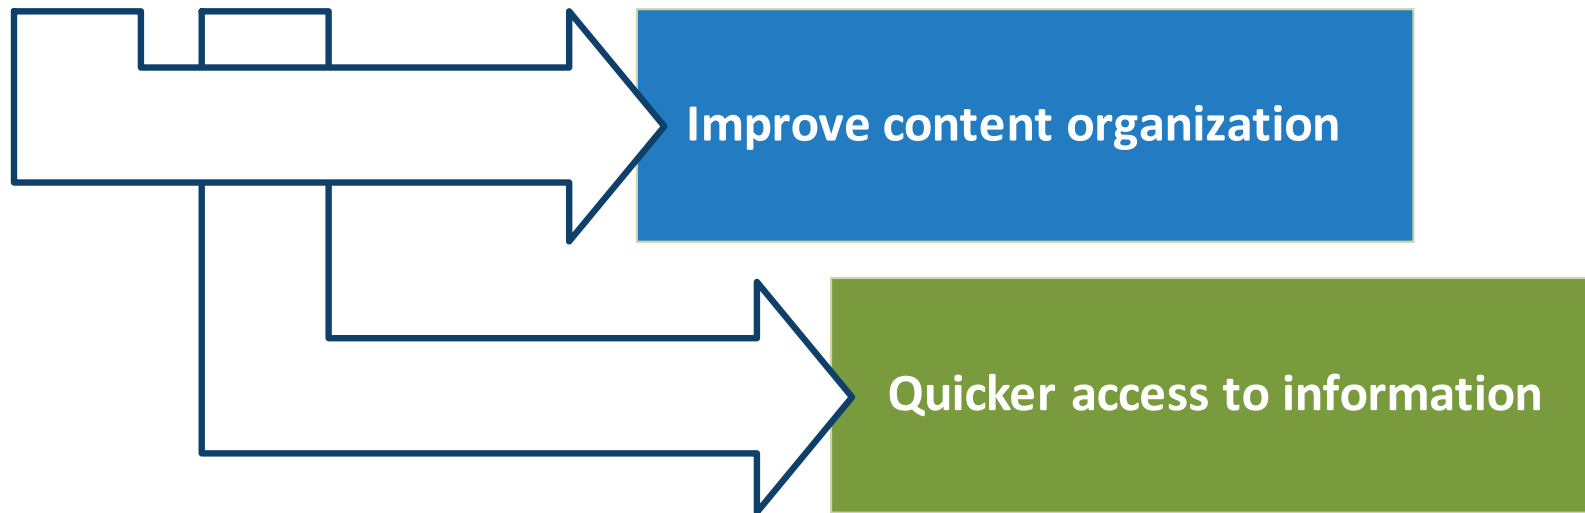 Improve content organization
Quicker access to information